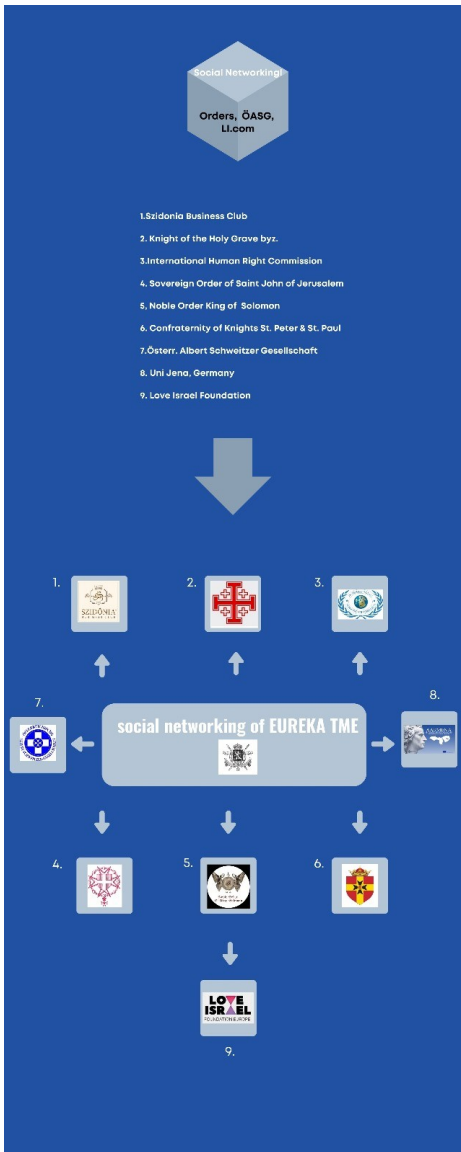 Social Networking!
Orders, ÖASG,
LI.com
1.Szidonia Business Club
2. Knight of the Holy Grave byz.
3.International Human Right Commission
4. Sovereign Order of Saint John of Jerusalem
5, Noble Order King of Solomon
6. Confraternity of Knights St. Peter & St. Paul
7.Österr. Albert Schweitzer Gesellschaft
8. Uni Jena, Germany
9. Love Israel Foundation
1.
2.
3.
SZIDÓNIA
7.
8.
social networking of EUREKA TME
4.
5.
6.
LOVE
ISRAEL
FOUNDATION EUROPE
9.